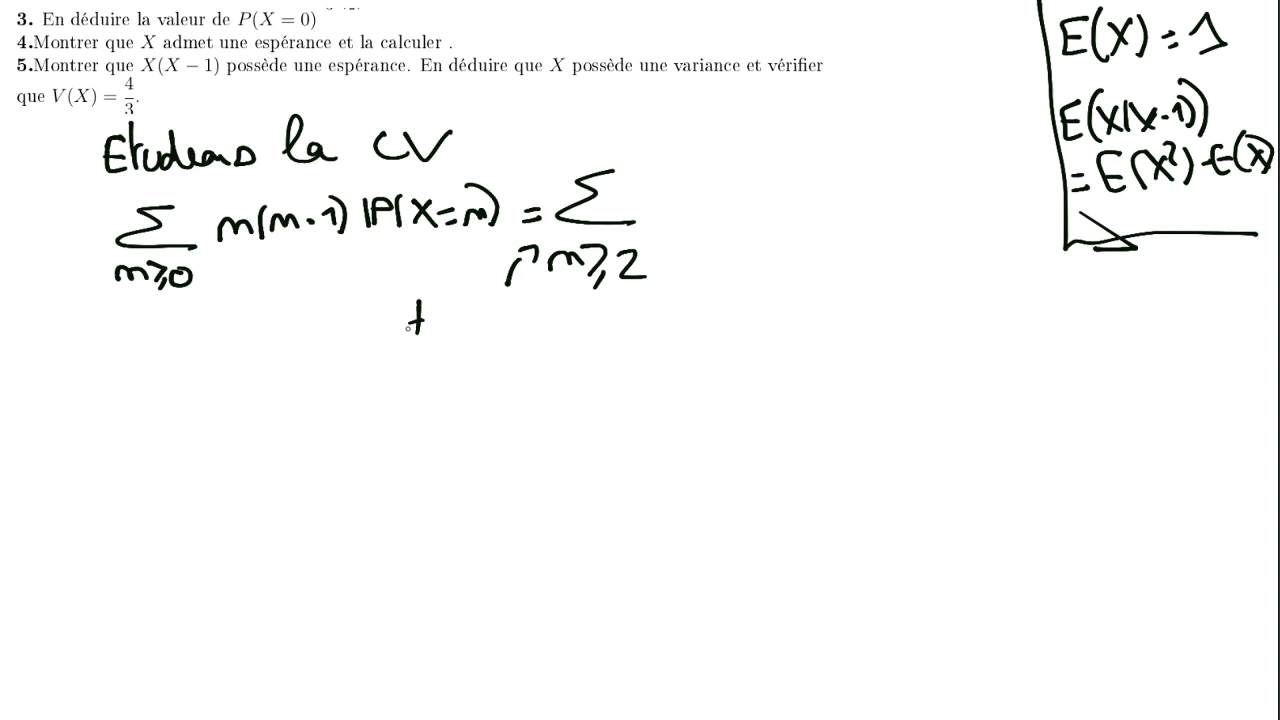 3. En déduire la valeur de P(X = 0)
4.Montrer que X admet une espérance et la calculer .
5.Montrer que X(X − 1) possède une espérance. En déduire que X possède une variance et vérifier
que V(X) = 4/3.
Etudions la CV
∑ n(n-1) IP(X=n) = ∑
n≥0 n≥2
E(X) = 1
E(X(X-1))
= E(X²) - E(X)